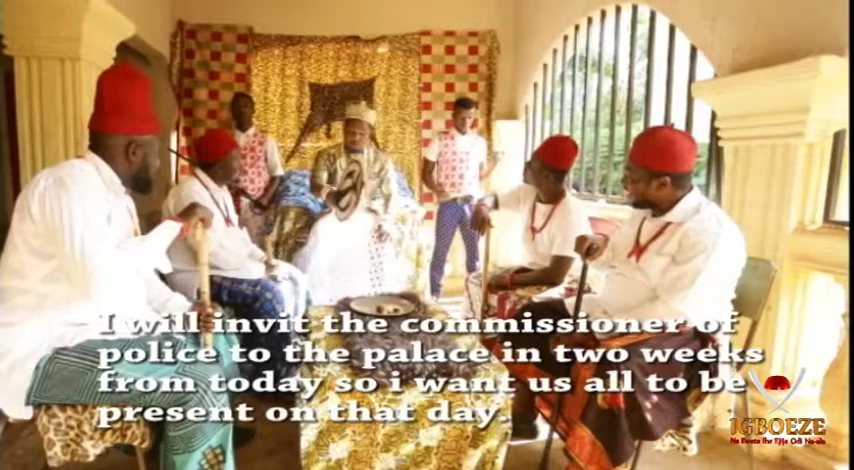 I will invit the commissioner of
police to the palace in two weeks
from today so i want us all to be
present on that day.
IGBOEZE